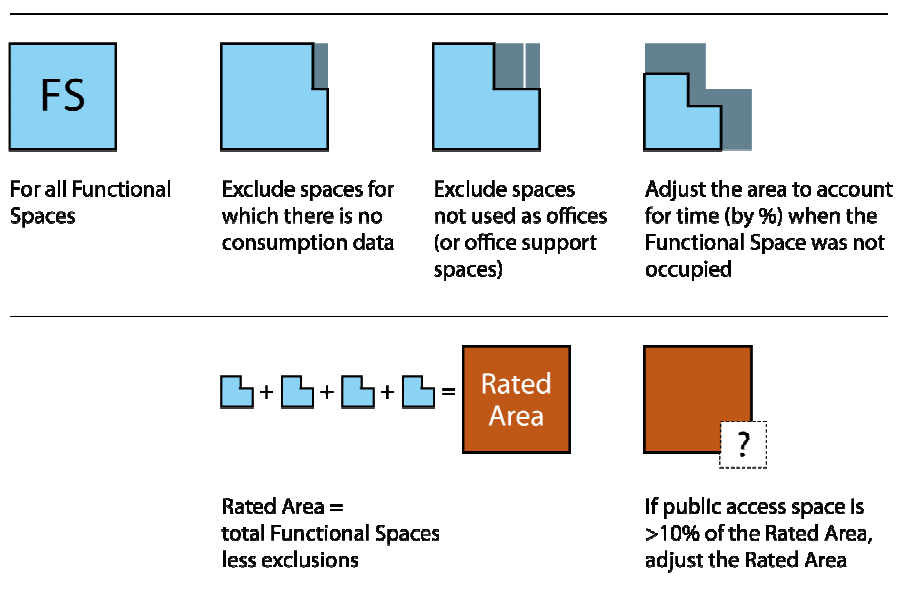 FS
For all Functional
Spaces
Exclude spaces for
which there is no
consumption data
Exclude spaces
not used as offices
(or office support
spaces)
Adjust the area to account
for time (by %) when the
Functional Space was not
occupied
+ + + =
Rated
Area
?
Rated Area =
total Functional Spaces
less exclusions
If public access space is
>10% of the Rated Area,
adjust the Rated Area